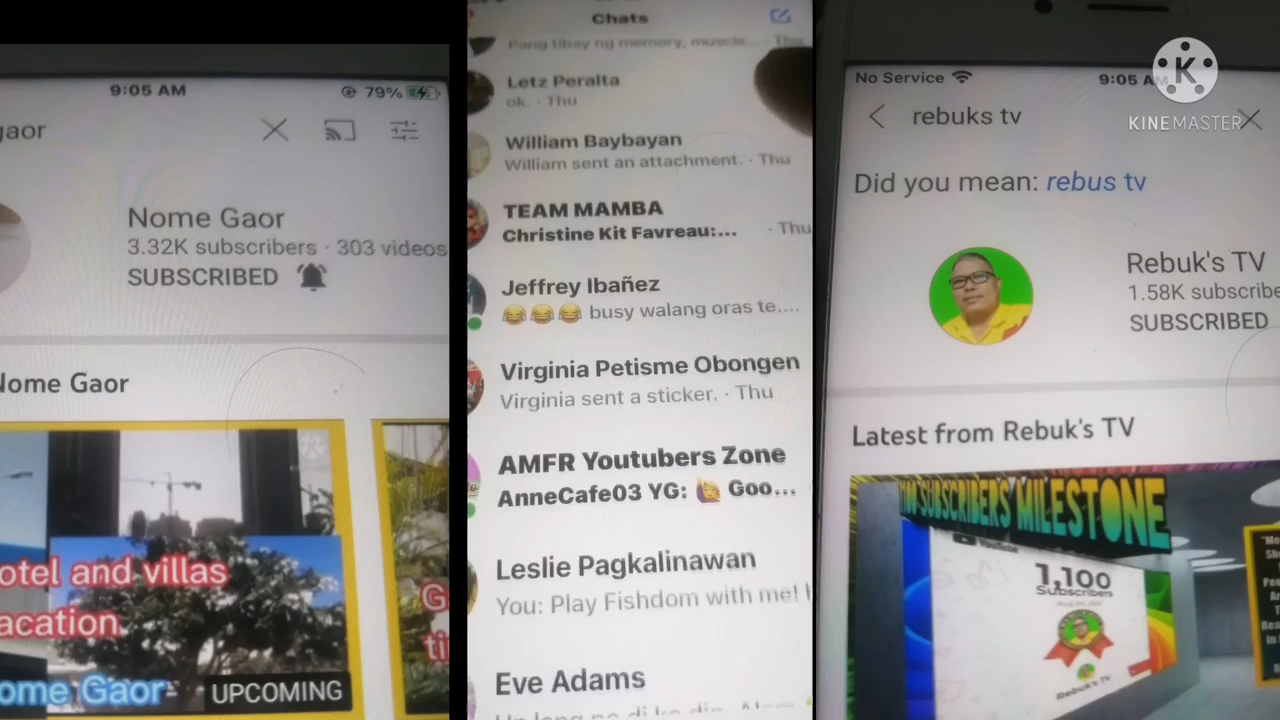 9:05 AM
79%
gaor
Nome Gaor
3.32K subscribers · 303 videos
SUBSCRIBED
Nome Gaor
otel and villas
acation
ome Gaor
UPCOMING
Chats
Pang tibay ng memory, muscle... Thu
Letz Peralta
ok. · Thu
William Baybayan
William sent an attachment. · Thu
TEAM MAMBA
Christine Kit Favreau:... · Thu
Jeffrey Ibañez
😂😂😂 busy walang oras te....
Virginia Petisme Obongen
Virginia sent a sticker. · Thu
AMFR Youtubers Zone
AnneCafe03 YG: 🙋 Goo...
Leslie Pagkalinawan
You: Play Fishdom with me!
Eve Adams
No Service
9:05 AM
K
KINEMASTER
rebuks tv
Did you mean: rebus tv
Rebuk's TV
1.58K subscribe
SUBSCRIBED
Latest from Rebuk's TV
SUBSCRIBERS MILESTONE
YouTube
1,100
Subscribers
Rebuk's TV